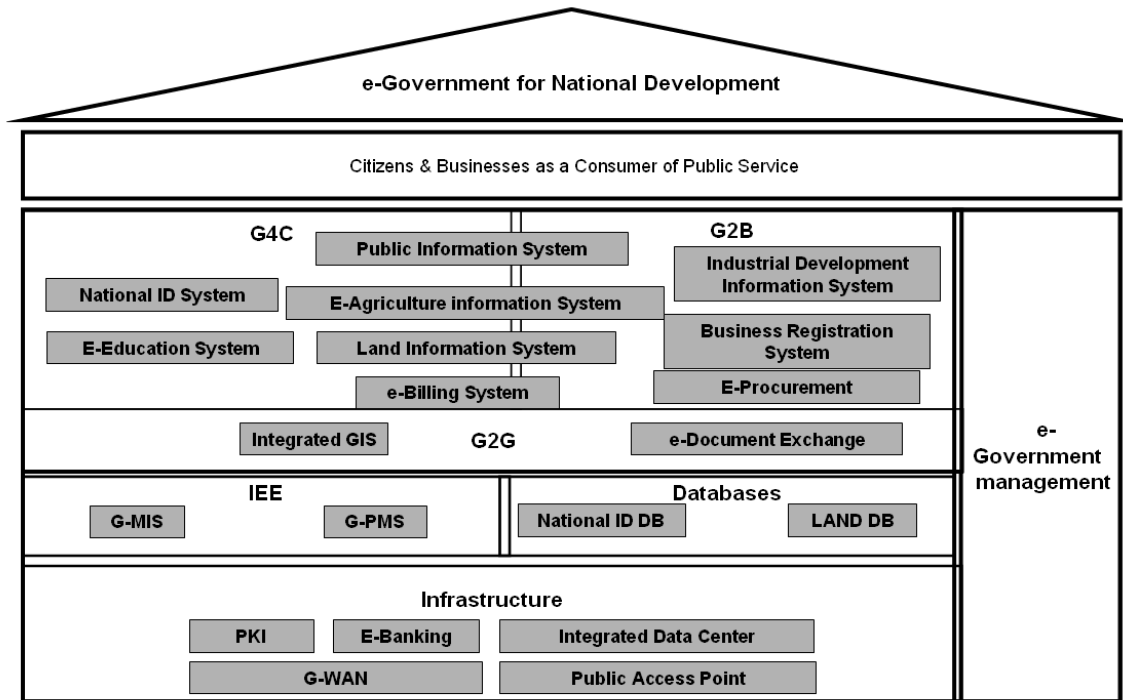 e-Government for National Development
Citizens & Businesses as a Consumer of Public Service
G4C
G2B
Public Information System
Industrial Development
Information System
National ID System
E-Agriculture information System
E-Education System
Land Information System
Business Registration
System
e-Billing System
E-Procurement
Integrated GIS
G2G
e-Document Exchange
e-
Government
management
IEE
Databases
G-MIS
G-PMS
National ID DB
LAND DB
Infrastructure
PKI
E-Banking
Integrated Data Center
G-WAN
Public Access Point